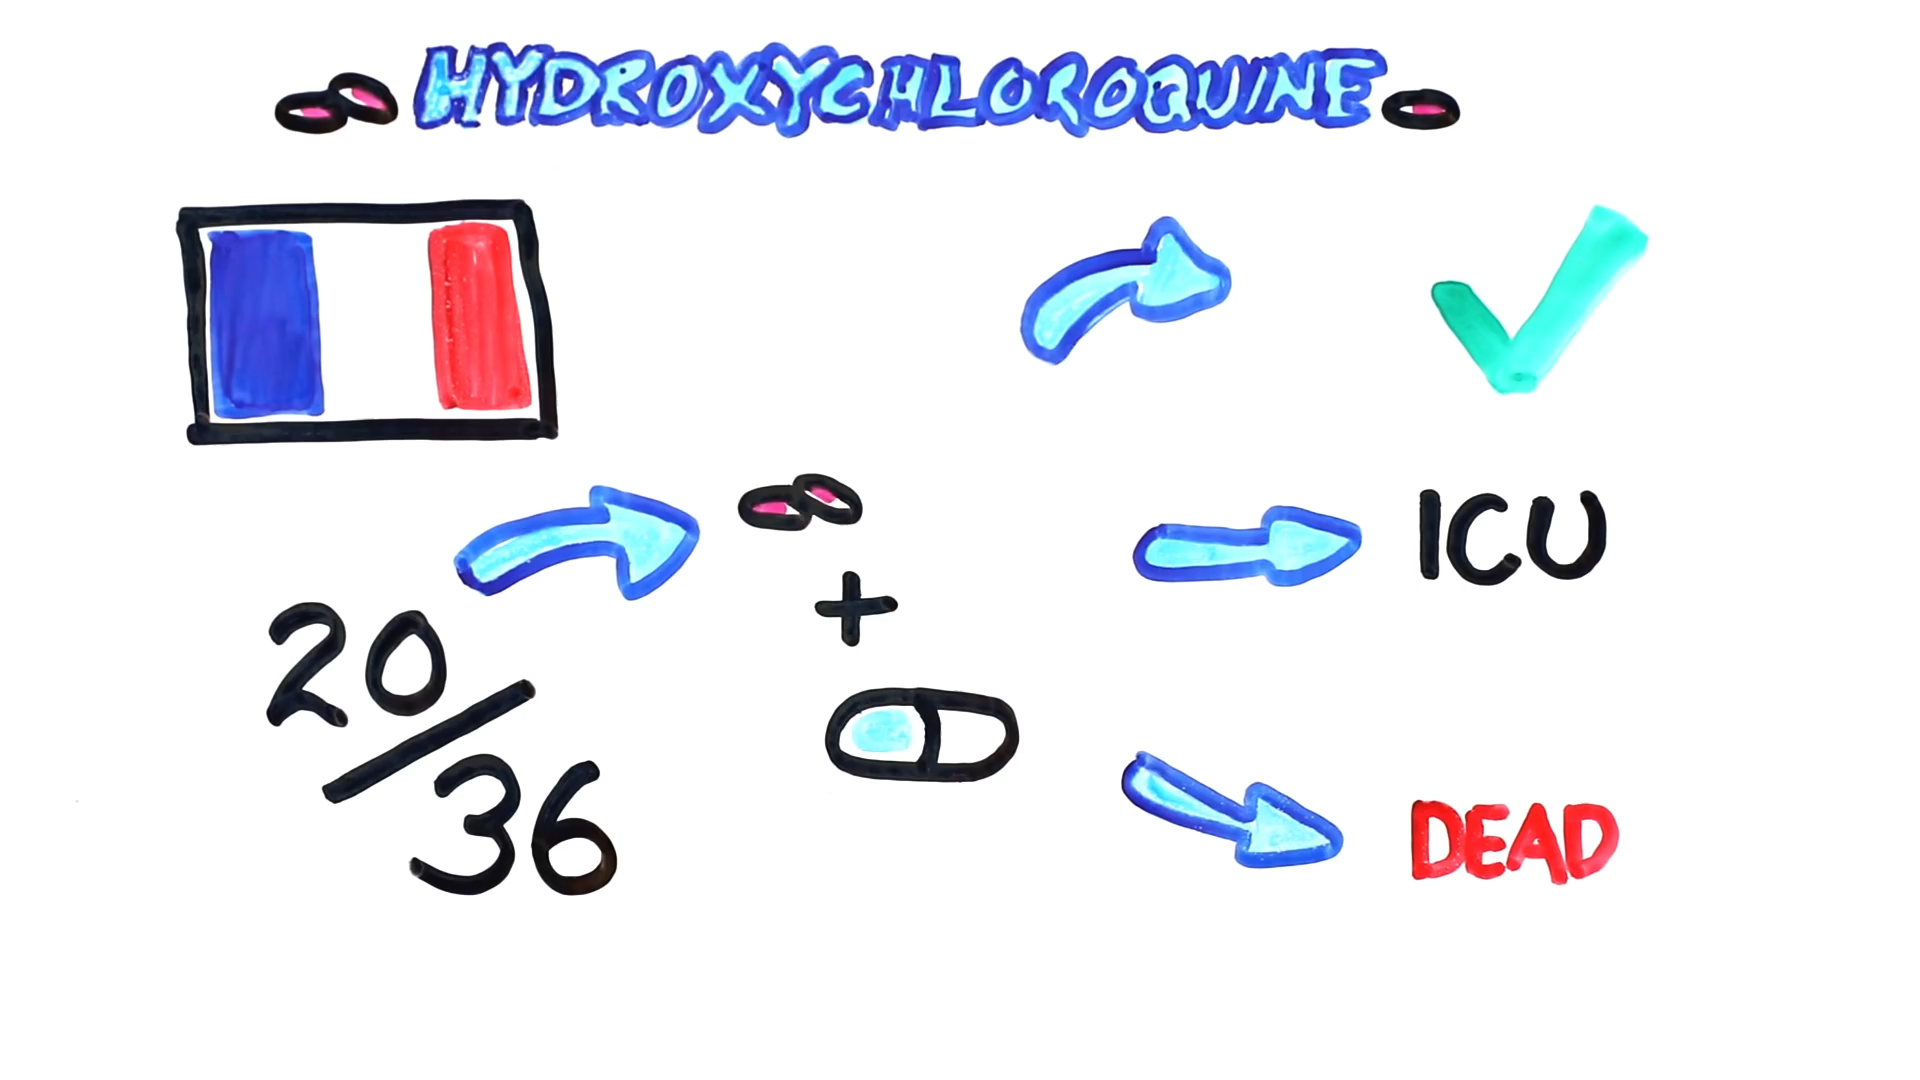 HYDROXYCHLOROQUINE
20/36
+
ICU
DEAD